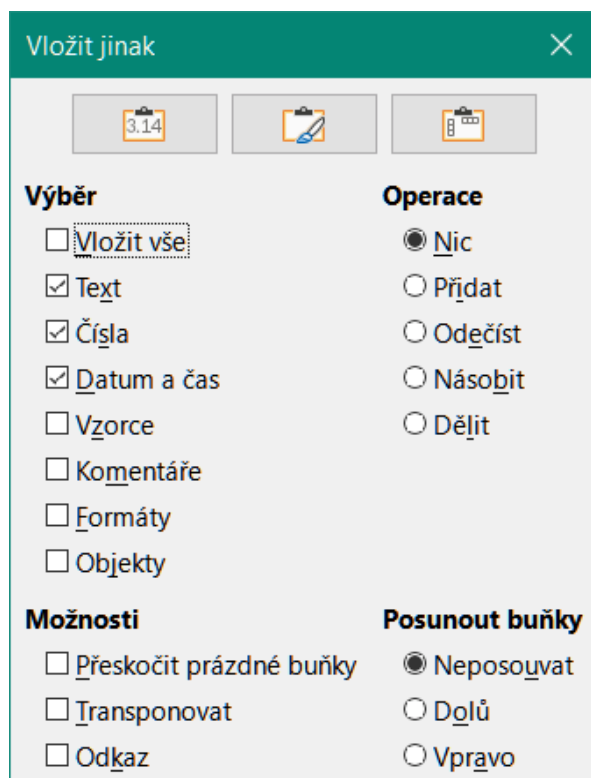 Vložit jinak
3.14
Výběr
Vložit vše
Text
Čísla
Datum a čas
Vzorce
Komentáře
Formáty
Objekty
Operace
Nic
Přidat
Odečíst
Násobit
Dělit
Možnosti
Přeskočit prázdné buňky
Transponovat
Odkaz
Posunout buňky
Neposouvat
Dolů
Vpravo